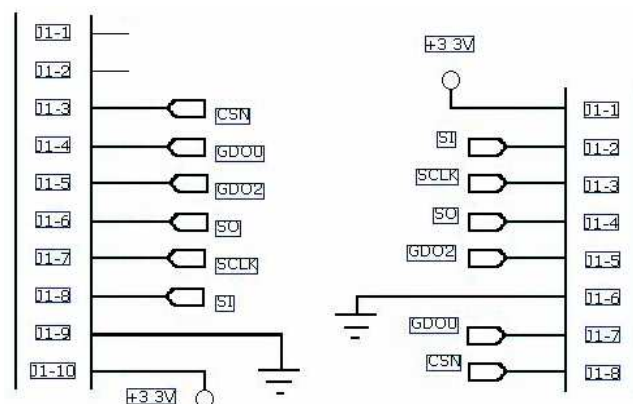 J1-1
J1-2
J1-3 CSN
J1-4 GDO0
J1-5 GDO2
J1-6 SO
J1-7 SCLK
J1-8 SI
J1-9
J1-10
+3.3V
+3.3V
J1-1
SI J1-2
SCLK J1-3
SO J1-4
GDO2 J1-5
J1-6
GDO0 J1-7
CSN J1-8